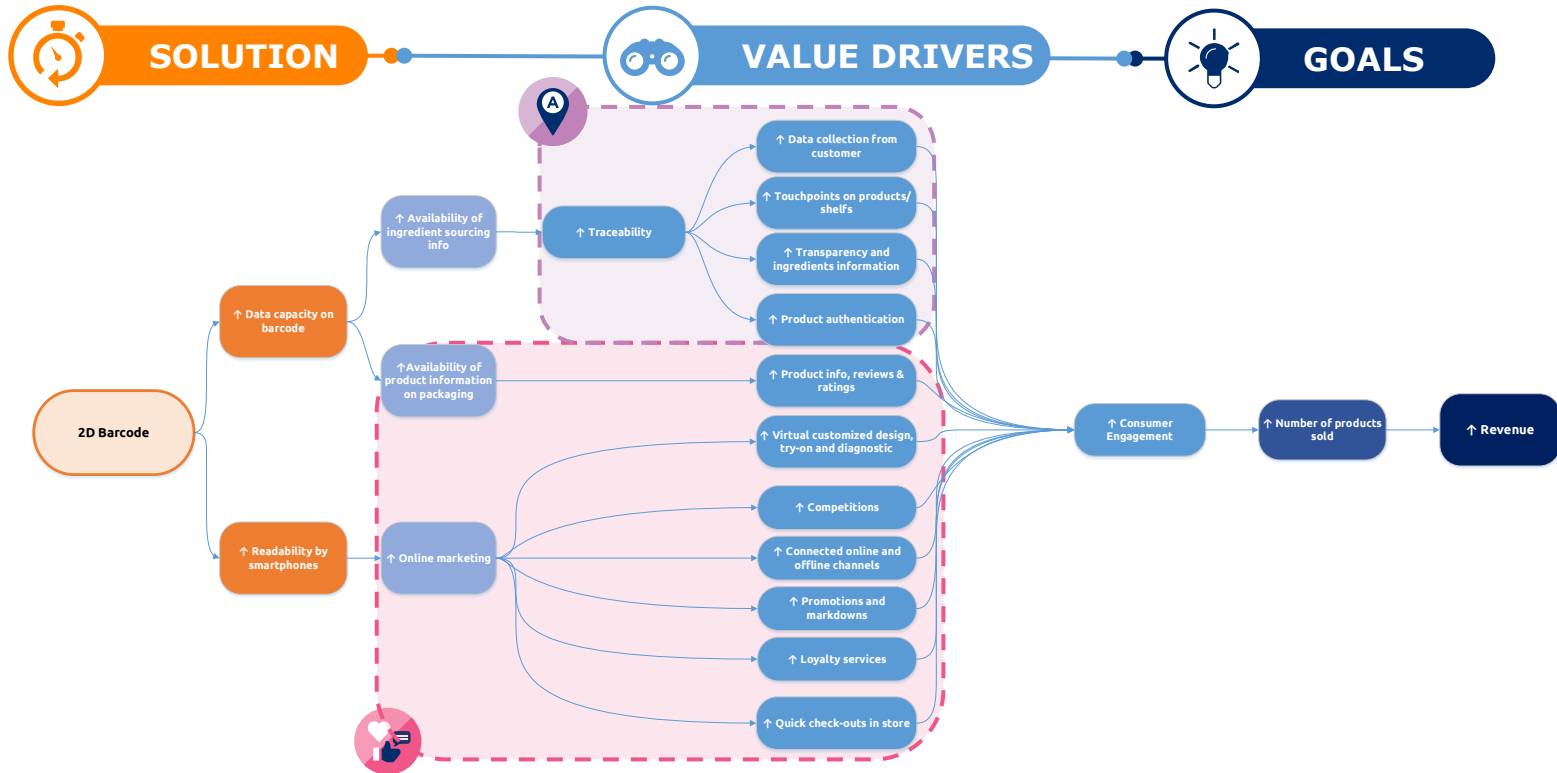 SOLUTION
VALUE DRIVERS
GOALS
A
↑ Data collection from
customer
↑ Touchpoints on products/
shelfs
↑ Availability of
ingredient sourcing
info
↑ Traceability
↑ Transparency and
ingredients information
↑ Data capacity on
barcode
↑ Product authentication
↑Availability of
product information
on packaging
↑ Product info, reviews &
ratings
2D Barcode
↑ Virtual customized design,
try-on and diagnostic
↑ Consumer
Engagement
↑ Number of products
sold
↑ Revenue
↑ Competitions
↑ Readability by
smartphones
↑ Online marketing
↑ Connected online and
offline channels
↑ Promotions and
markdowns
↑ Loyalty services
↑ Quick check-outs in store